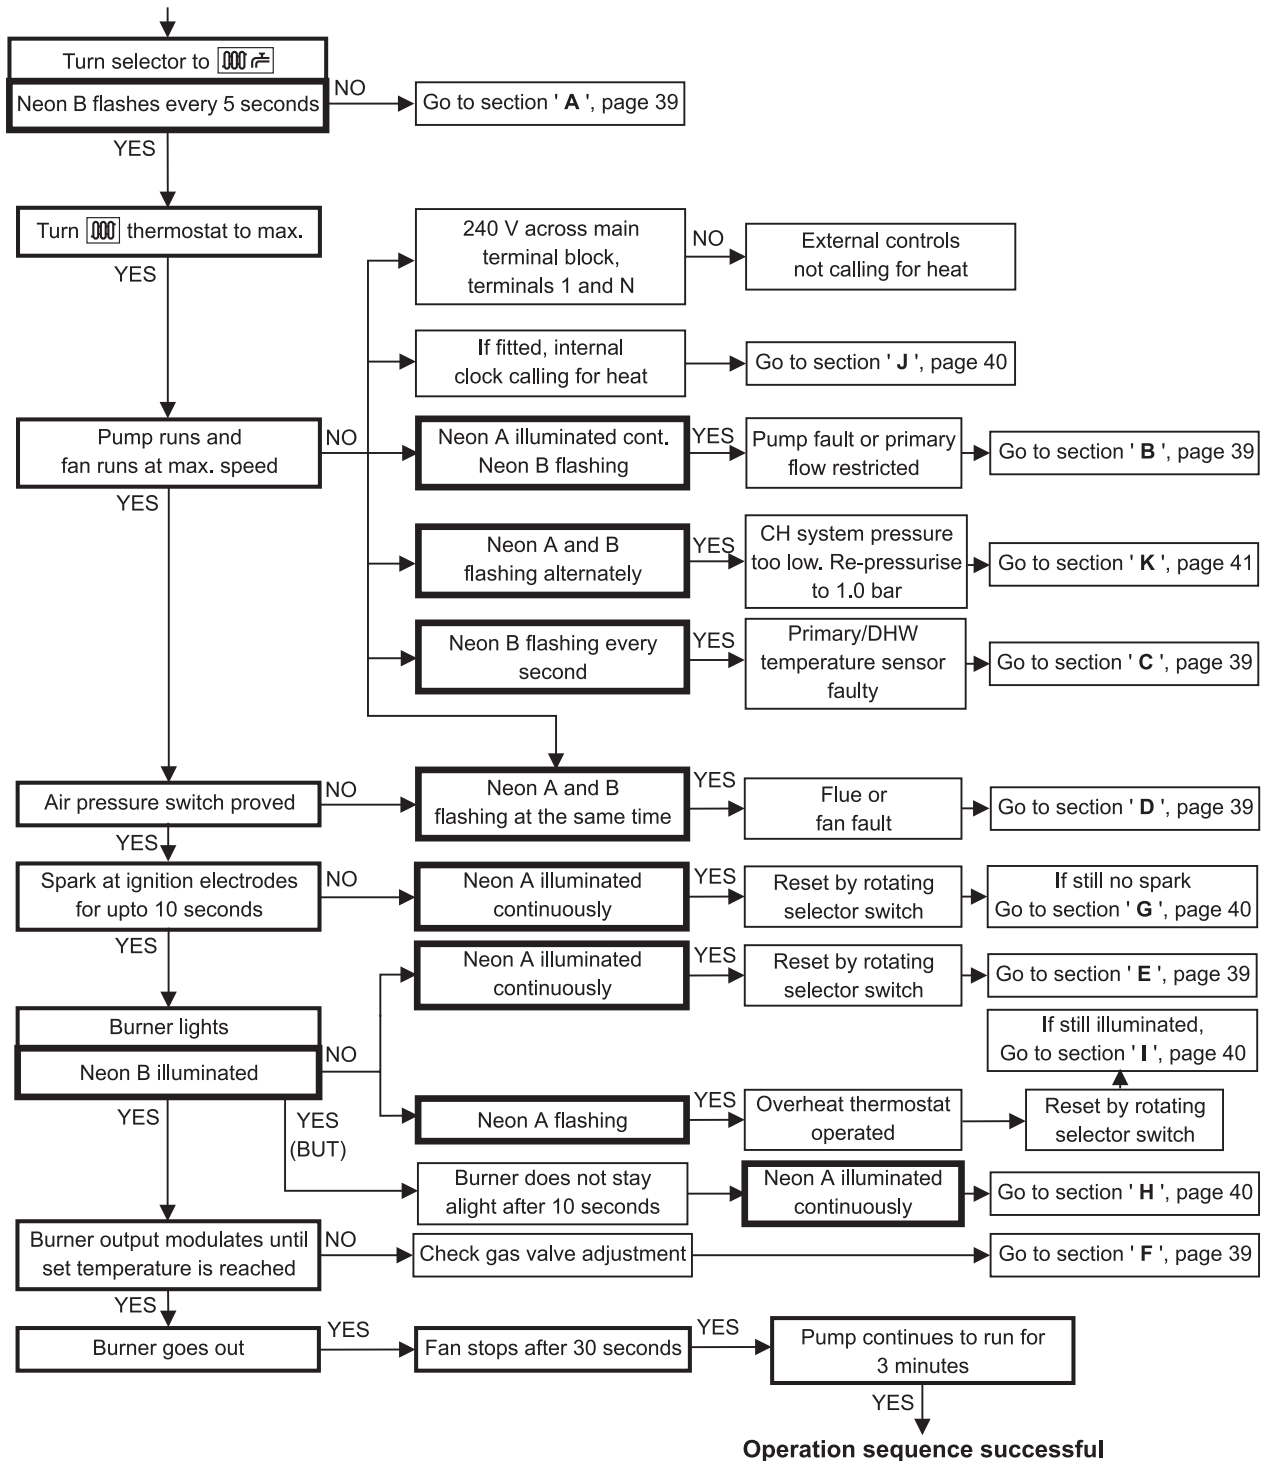 Turn selector to
Neon B flashes every 5 seconds
NO
Go to section ' A ', page 39
YES
Turn thermostat to max.
YES
240 V across main
terminal block,
terminals 1 and N
NO
External controls
not calling for heat
If fitted, internal
clock calling for heat
Go to section ' J ', page 40
Pump runs and
fan runs at max. speed
NO
Neon A illuminated cont.
Neon B flashing
YES
Pump fault or primary
flow restricted
Go to section ' B ', page 39
YES
Neon A and B
flashing alternately
YES
CH system pressure
too low. Re-pressurise
to 1.0 bar
Go to section ' K ', page 41
Neon B flashing every
second
YES
Primary/DHW
temperature sensor
faulty
Go to section ' C ', page 39
Air pressure switch proved
NO
Neon A and B
flashing at the same time
YES
Flue or
fan fault
Go to section ' D ', page 39
YES
Spark at ignition electrodes
for upto 10 seconds
NO
Neon A illuminated
continuously
YES
Reset by rotating
selector switch
If still no spark
Go to section ' G ', page 40
YES
Neon A illuminated
continuously
YES
Reset by rotating
selector switch
Go to section ' E ', page 39
Burner lights
Neon B illuminated
NO
If still illuminated,
Go to section ' I ', page 40
Neon A flashing
YES
Overheat thermostat
operated
Reset by rotating
selector switch
YES
YES
(BUT)
Burner does not stay
alight after 10 seconds
Neon A illuminated
continuously
Go to section ' H ', page 40
Burner output modulates until
set temperature is reached
NO
Check gas valve adjustment
Go to section ' F ', page 39
YES
Burner goes out
YES
Fan stops after 30 seconds
YES
Pump continues to run for
3 minutes
YES
Operation sequence successful